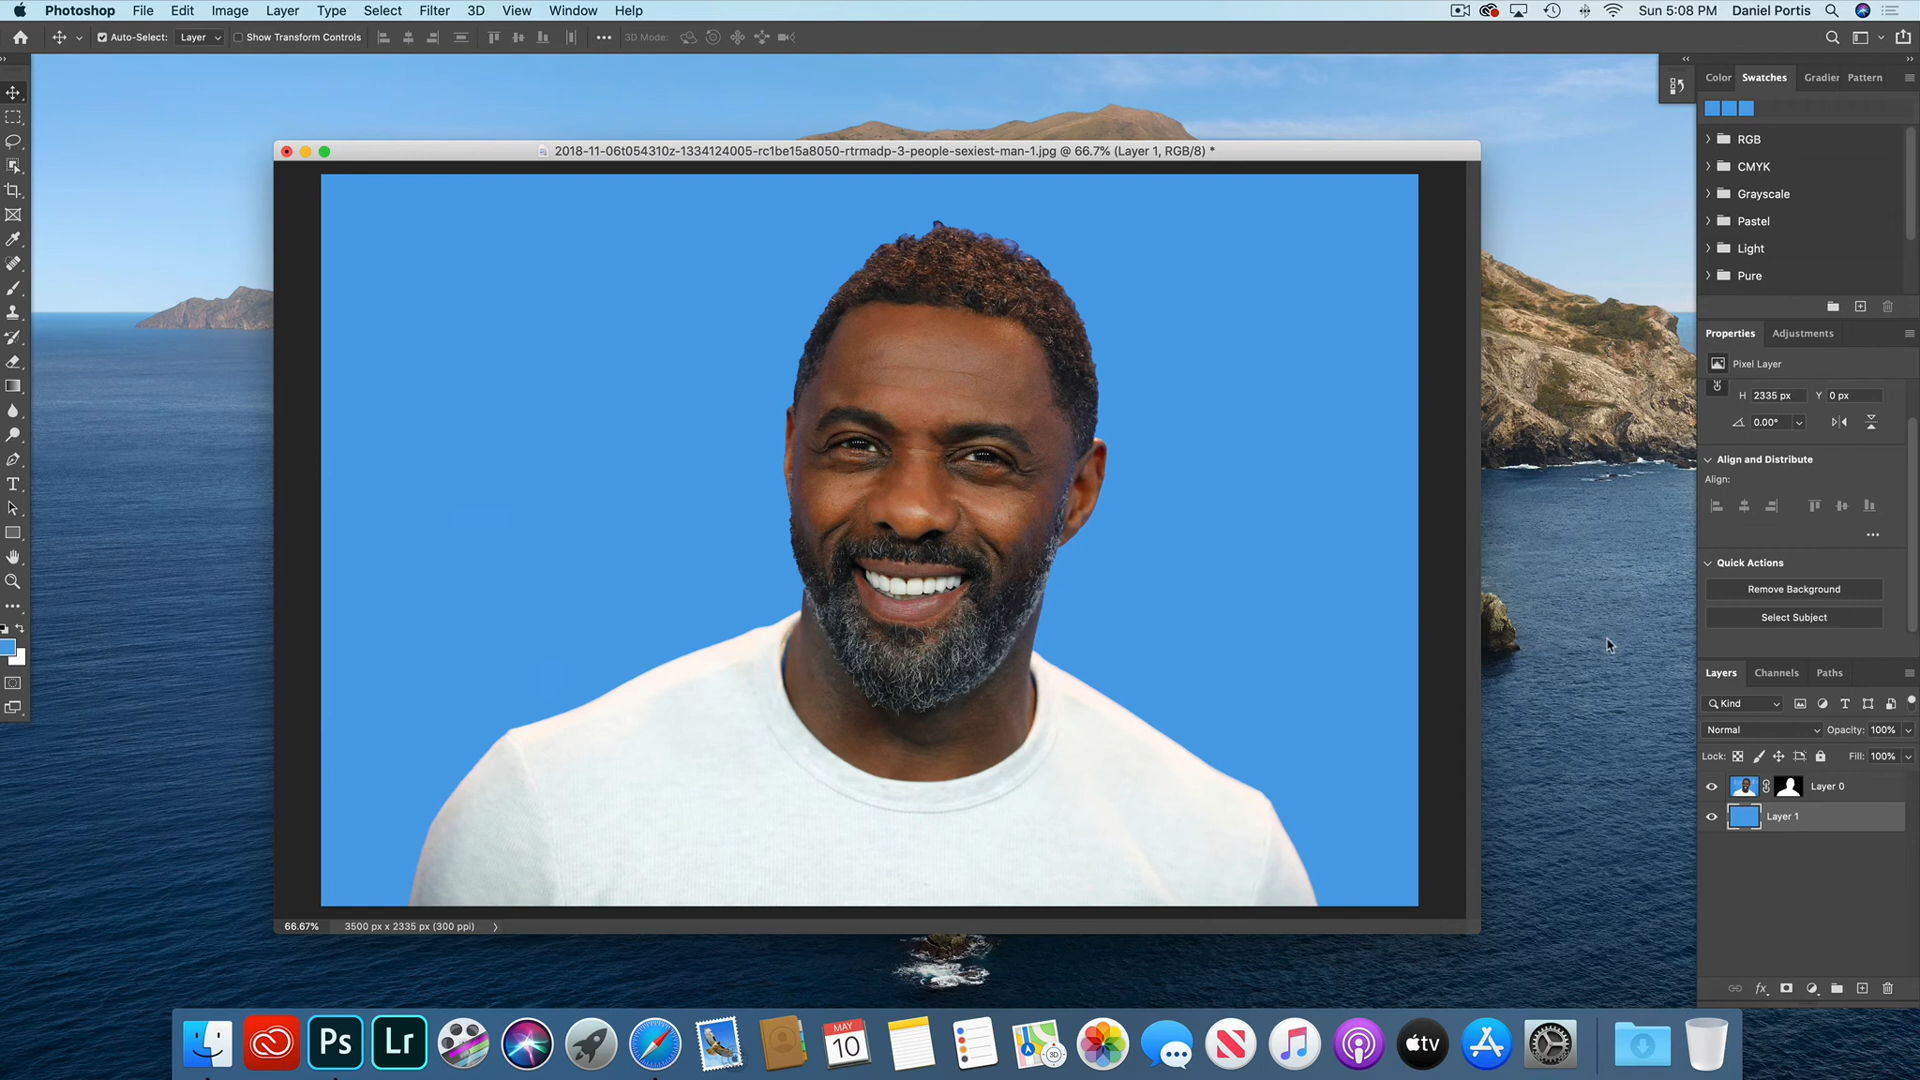 Photoshop File Edit Image Layer Type Select Filter 3D View Window Help Sun 5:08 PM Daniel Portis
Auto-Select: Layer Show Transform Controls 3D Mode:
Color Swatches Gradier Pattern
2018-11-06t054310z-1334124005-rc1be15a8050-rtrmadp-3-people-sexiest-man-1.jpg @ 66.7% (Layer 1, RGB/8) *
RGB
CMYK
Grayscale
Pastel
Light
Pure
Properties Adjustments
Pixel Layer
H 2335 px Y 0 px
0.00°
Align and Distribute
Align:
Quick Actions
Remove Background
Select Subject
Layers Channels Paths
Kind
Normal Opacity: 100%
Lock: Fill: 100%
Layer 0
Layer 1
66.67% 3500 px x 2335 px (300 ppi)
Ps Lr MAY 10 3D tv